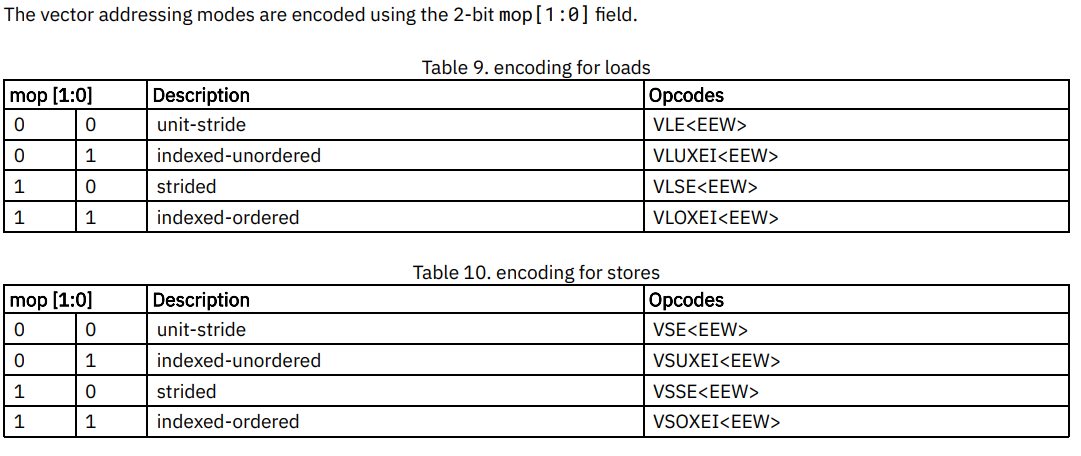 The vector addressing modes are encoded using the 2-bit mop[1:0] field.
Table 9. encoding for loads
mop [1:0] Description Opcodes
0 0 unit-stride VLE<EEW>
0 1 indexed-unordered VLUXEI<EEW>
1 0 strided VLSE<EEW>
1 1 indexed-ordered VLOXEI<EEW>
Table 10. encoding for stores
mop [1:0] Description Opcodes
0 0 unit-stride VSE<EEW>
0 1 indexed-unordered VSUXEI<EEW>
1 0 strided VSSE<EEW>
1 1 indexed-ordered VSOXEI<EEW>